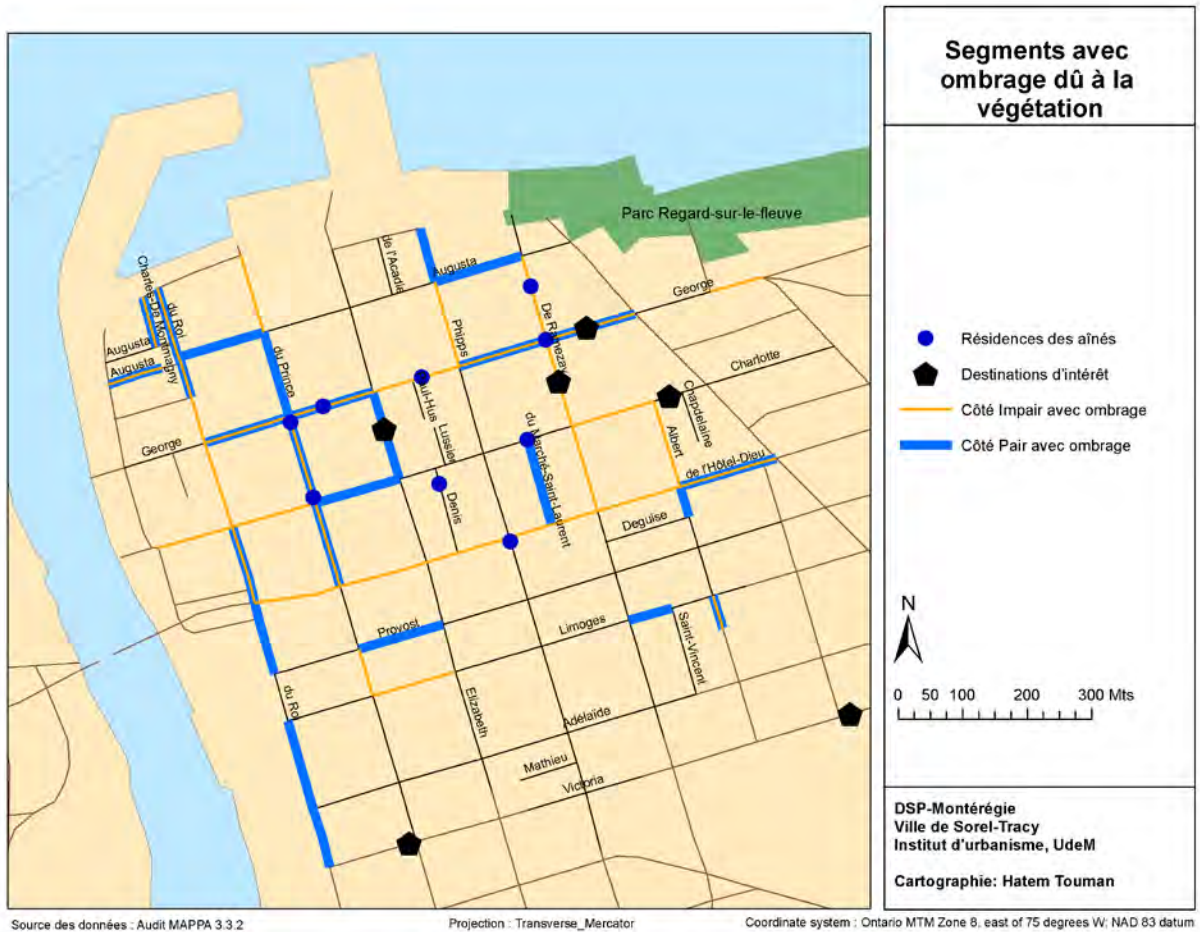 Segments avec
ombrage dû à la
végétation
Parc Regard-sur-le-fleuve
de l'Acadie
Augusta
George
Charles-De Montmagny
du Roi
Augusta
Augusta
De Ramezay
Phipps
du Prince
Charlotte
Chapdelaine
Albert
Lussier
du Marché-Saint-Laurent
George
de l'Hôtel-Dieu
Denis
Deguise
Provost
Limoges
Saint-Vincent
du Roi
Elizabeth
Adélaïde
Mathieu
Victoria
Résidences des aînés
Destinations d'intérêt
Côté Impair avec ombrage
Côté Pair avec ombrage
N
0 50 100 200 300 Mts
DSP-Montérégie
Ville de Sorel-Tracy
Institut d'urbanisme, UdeM
Cartographie: Hatem Touman
Source des données : Audit MAPPA 3.3.2
Projection : Transverse_Mercator
Coordinate system : Ontario MTM Zone 8, east of 75 degrees W; NAD 83 datum